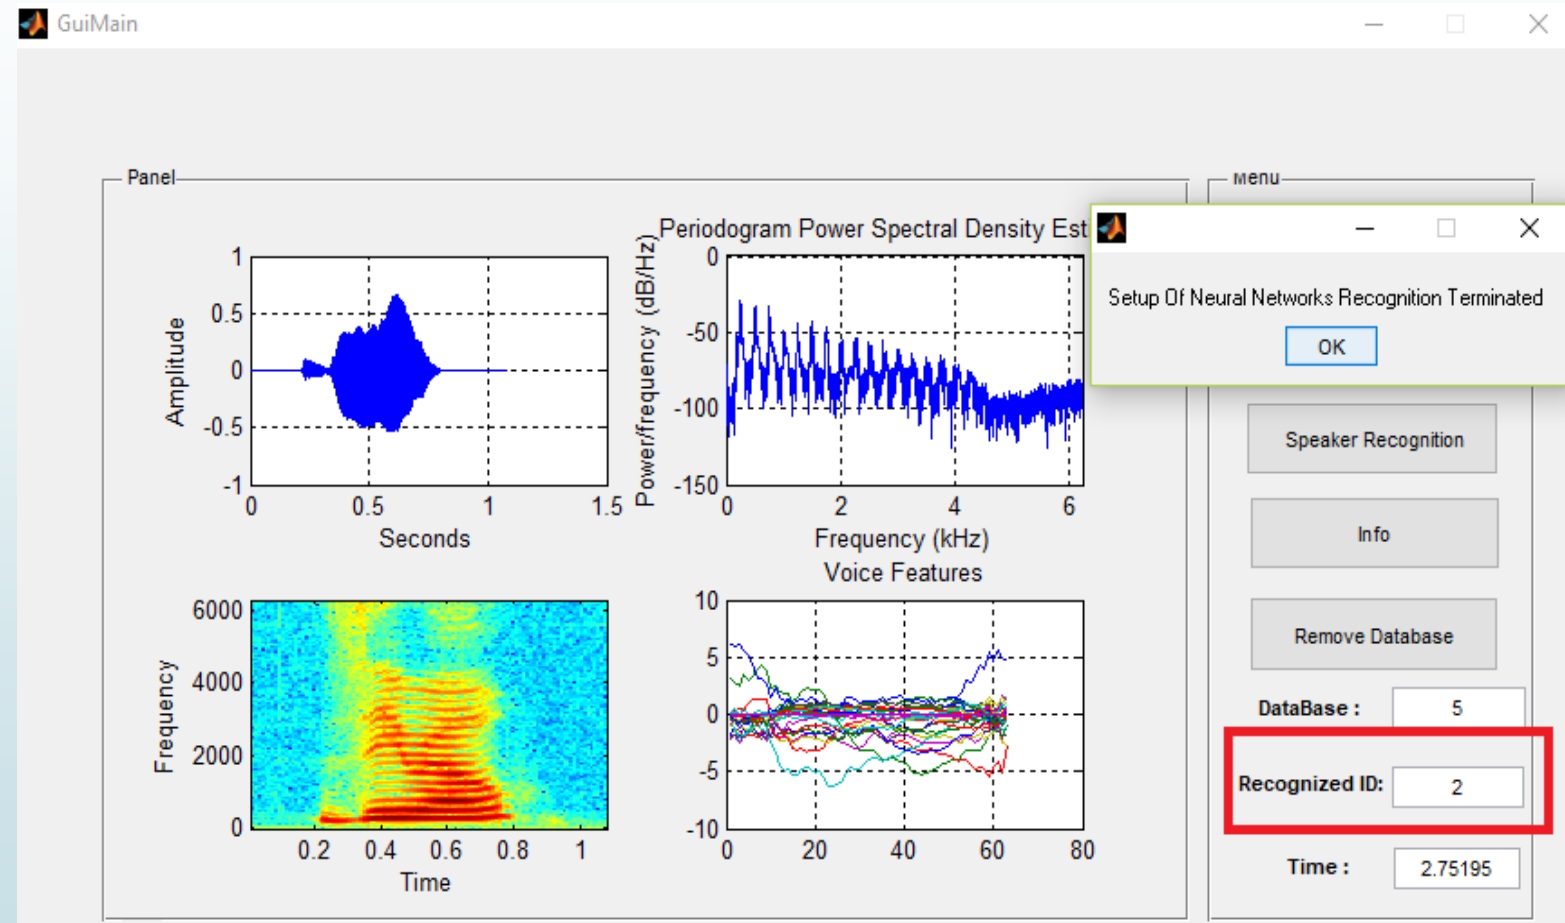 GuiMain
Panel
1
0.5
0
-0.5
-1
0 0.5 1 1.5
Amplitude
Seconds
Periodogram Power Spectral Density Est
0
-50
-100
-150
0 2 4 6
Power/frequency (dB/Hz)
Frequency (kHz)
6000
4000
2000
0
0.2 0.4 0.6 0.8 1
Frequency
Time
Voice Features
10
5
0
-5
-10
0 20 40 60 80
Menu
Setup Of Neural Networks Recognition Terminated
OK
Speaker Recognition
Info
Remove Database
DataBase : 5
Recognized ID: 2
Time : 2.75195